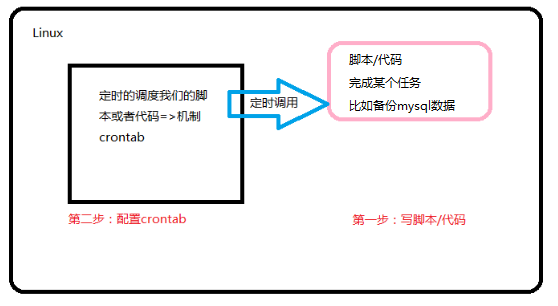 Linux
定时的调度我们的脚
本或者代码=>机制
crontab
定时调用
脚本/代码
完成某个任务
比如备份mysql数据
第二步：配置crontab
第一步：写脚本/代码